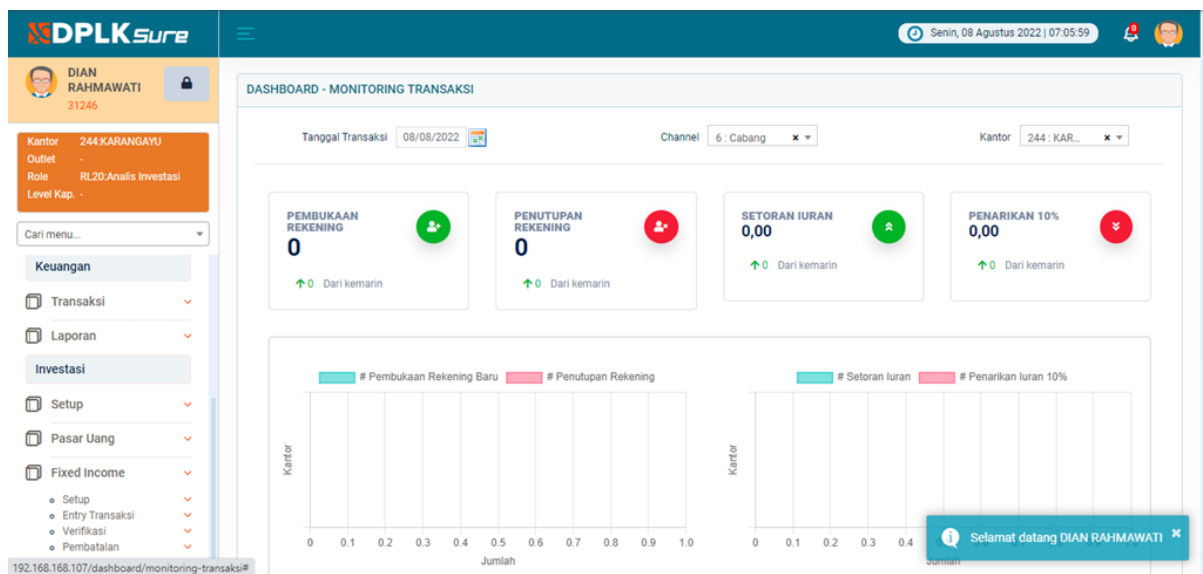 DPLKsure
Senin, 08 Agustus 2022 | 07:05:59
DIAN
RAHMAWATI
31246
Kantor 244:KARANGAYU
Outlet -
Role RL20:Analis Investasi
Level Kap. -
Cari menu...
Keuangan
Transaksi
Laporan
Investasi
Setup
Pasar Uang
Fixed Income
Setup
Entry Transaksi
Verifikasi
Pembatalan
192.168.168.107/dashboard/monitoring-transaksi#
DASHBOARD - MONITORING TRANSAKSI
Tanggal Transaksi 08/08/2022 Channel 6 : Cabang × Kantor 244 : KAR... ×
PEMBUKAAN
REKENING
0
0 Dari kemarin
PENUTUPAN
REKENING
0
0 Dari kemarin
SETORAN IURAN
0,00
0 Dari kemarin
PENARIKAN 10%
0,00
0 Dari kemarin
# Pembukaan Rekening Baru # Penutupan Rekening
Kantor
0 0.1 0.2 0.3 0.4 0.5 0.6 0.7 0.8 0.9 1.0
Jumlah
# Setoran Iuran # Penarikan Iuran 10%
Kantor
0 0.1 0.2 0.3 0.4
Jumlah
Selamat datang DIAN RAHMAWATI ×